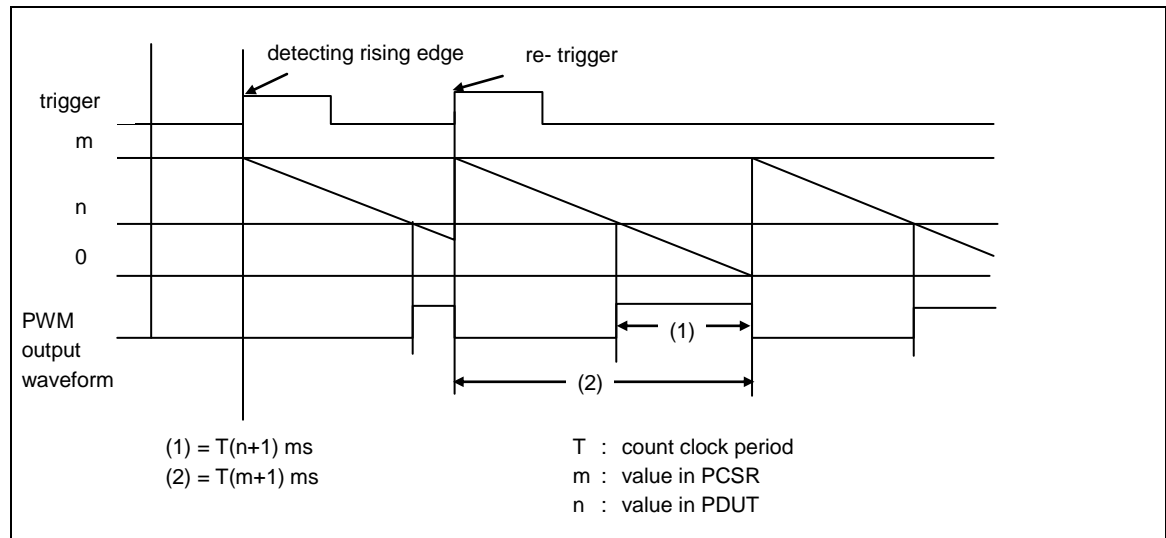 detecting rising edge
re- trigger
trigger
m
n
0
PWM
output
waveform
(1)
(2)
(1) = T(n+1) ms
(2) = T(m+1) ms
T : count clock period
m : value in PCSR
n : value in PDUT